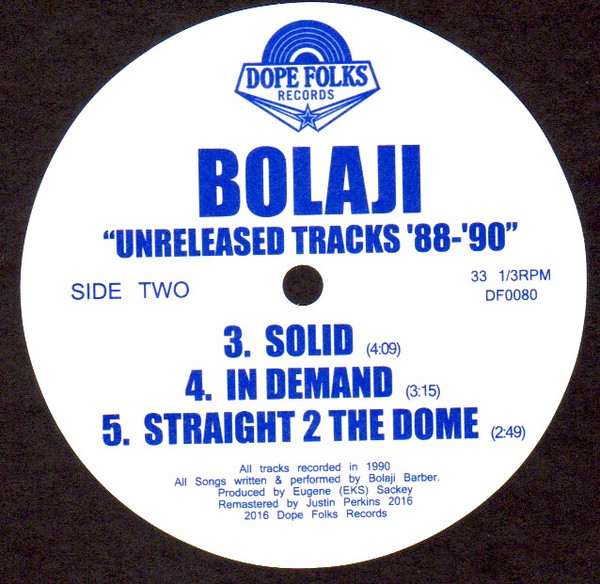 DOPE FOLKS
RECORDS
BOLAJI
"UNRELEASED TRACKS '88-'90"
SIDE TWO
33 1/3RPM
DF0080
3. SOLID (4:09)
4. IN DEMAND (3:15)
5. STRAIGHT 2 THE DOME (2:49)
All tracks recorded in 1990
All Songs written & performed by Bolaji Barber.
Produced by Eugene (EKS) Sackey
Remastered by Justin Perkins 2016
2016 Dope Folks Records